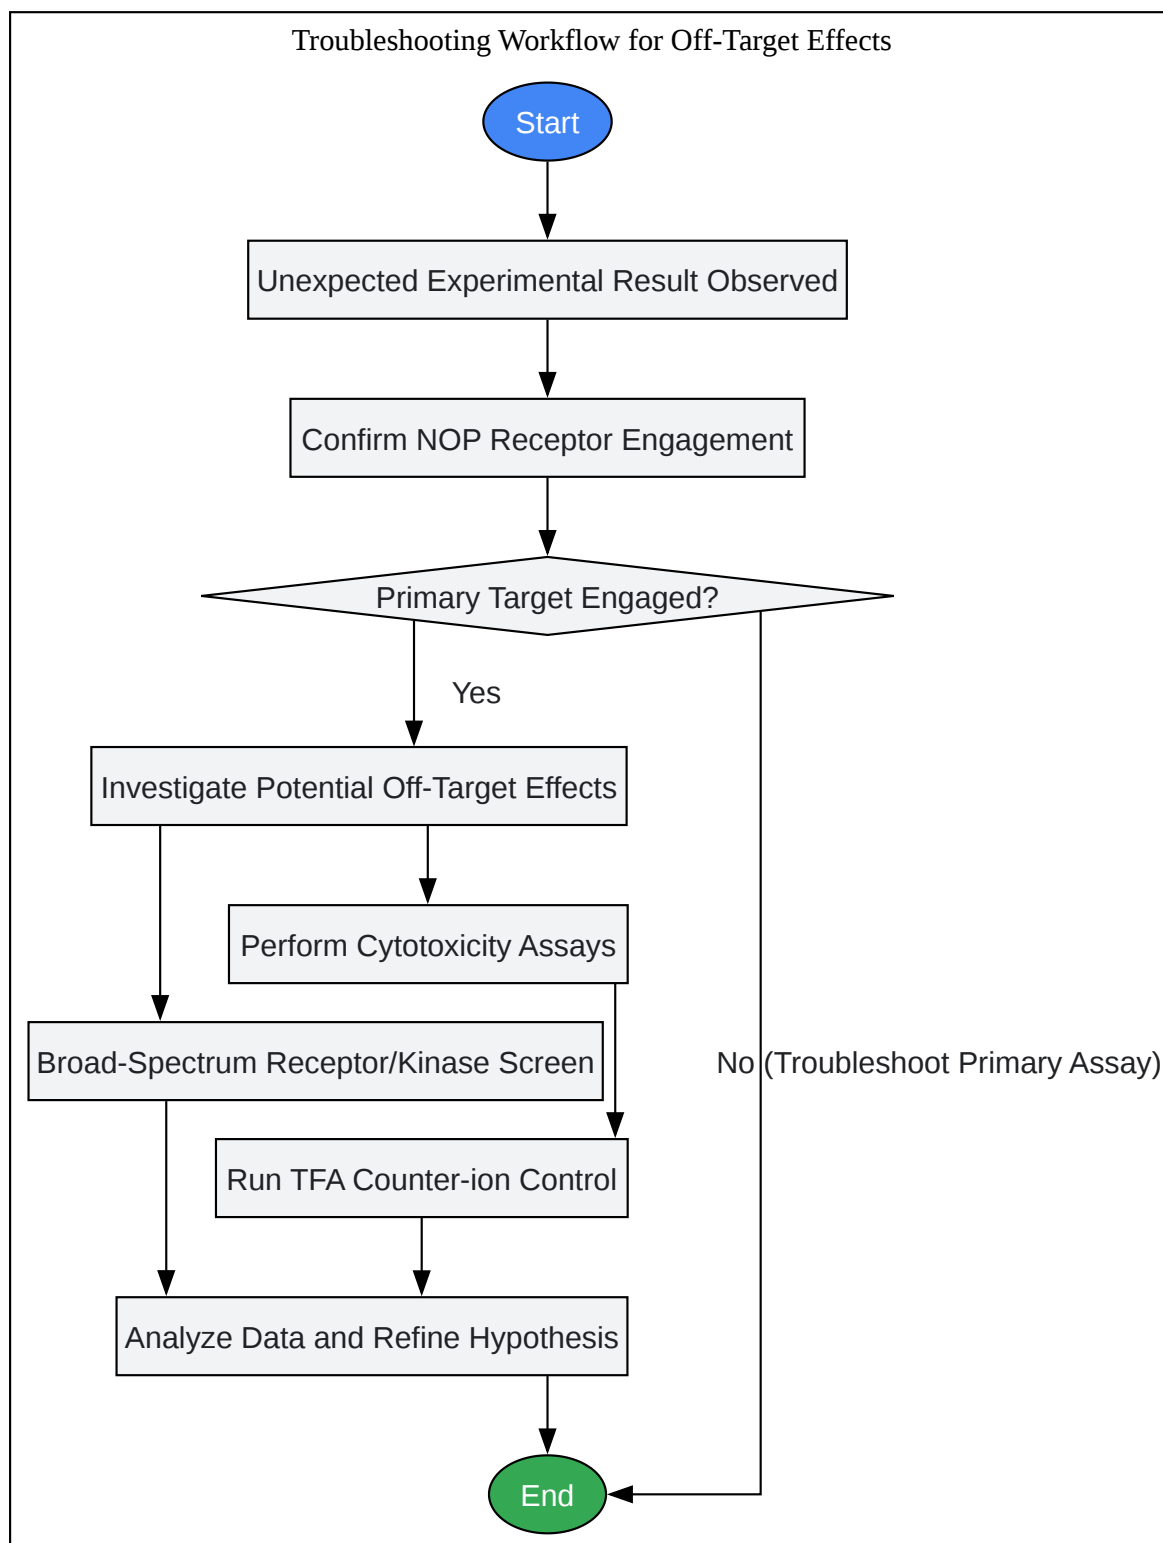 Troubleshooting Workflow for Off-Target Effects
Start
Unexpected Experimental Result Observed
Confirm NOP Receptor Engagement
Primary Target Engaged?
Yes
Investigate Potential Off-Target Effects
Perform Cytotoxicity Assays
Broad-Spectrum Receptor/Kinase Screen
No (Troubleshoot Primary Assay)
Run TFA Counter-ion Control
Analyze Data and Refine Hypothesis
End